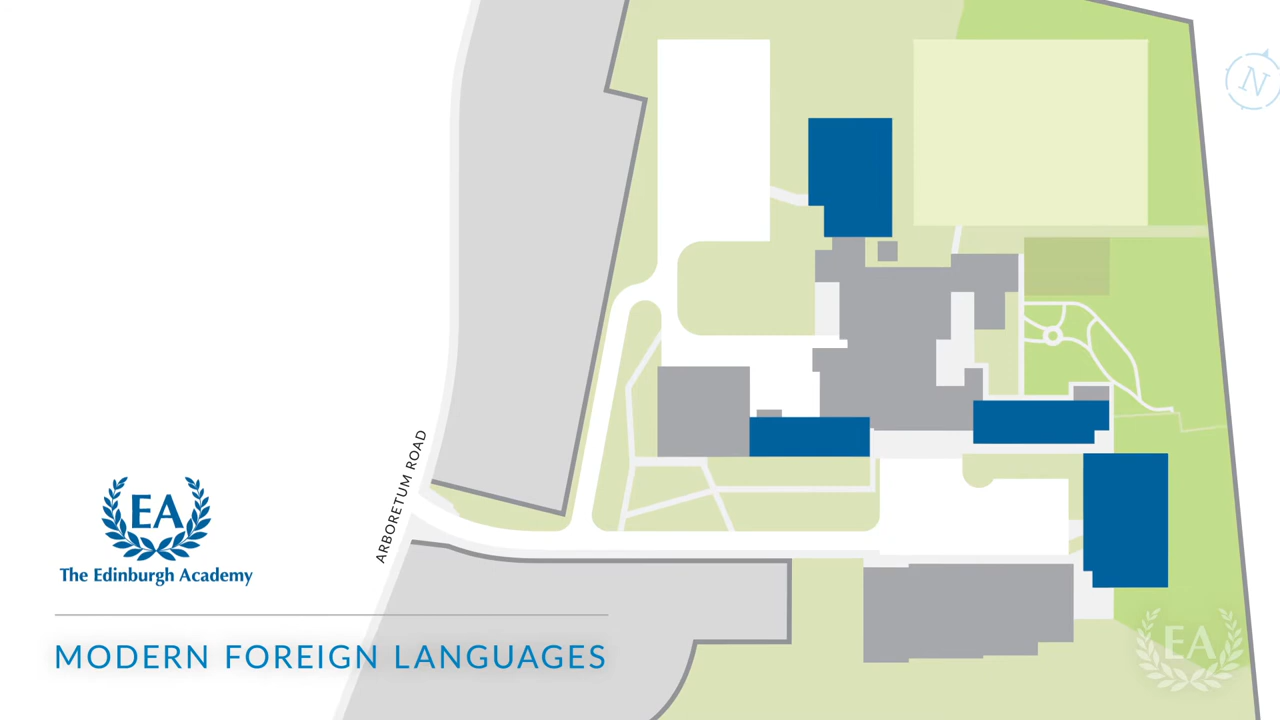 N
ARBORETUM ROAD
EA
The Edinburgh Academy
MODERN FOREIGN LANGUAGES
EA